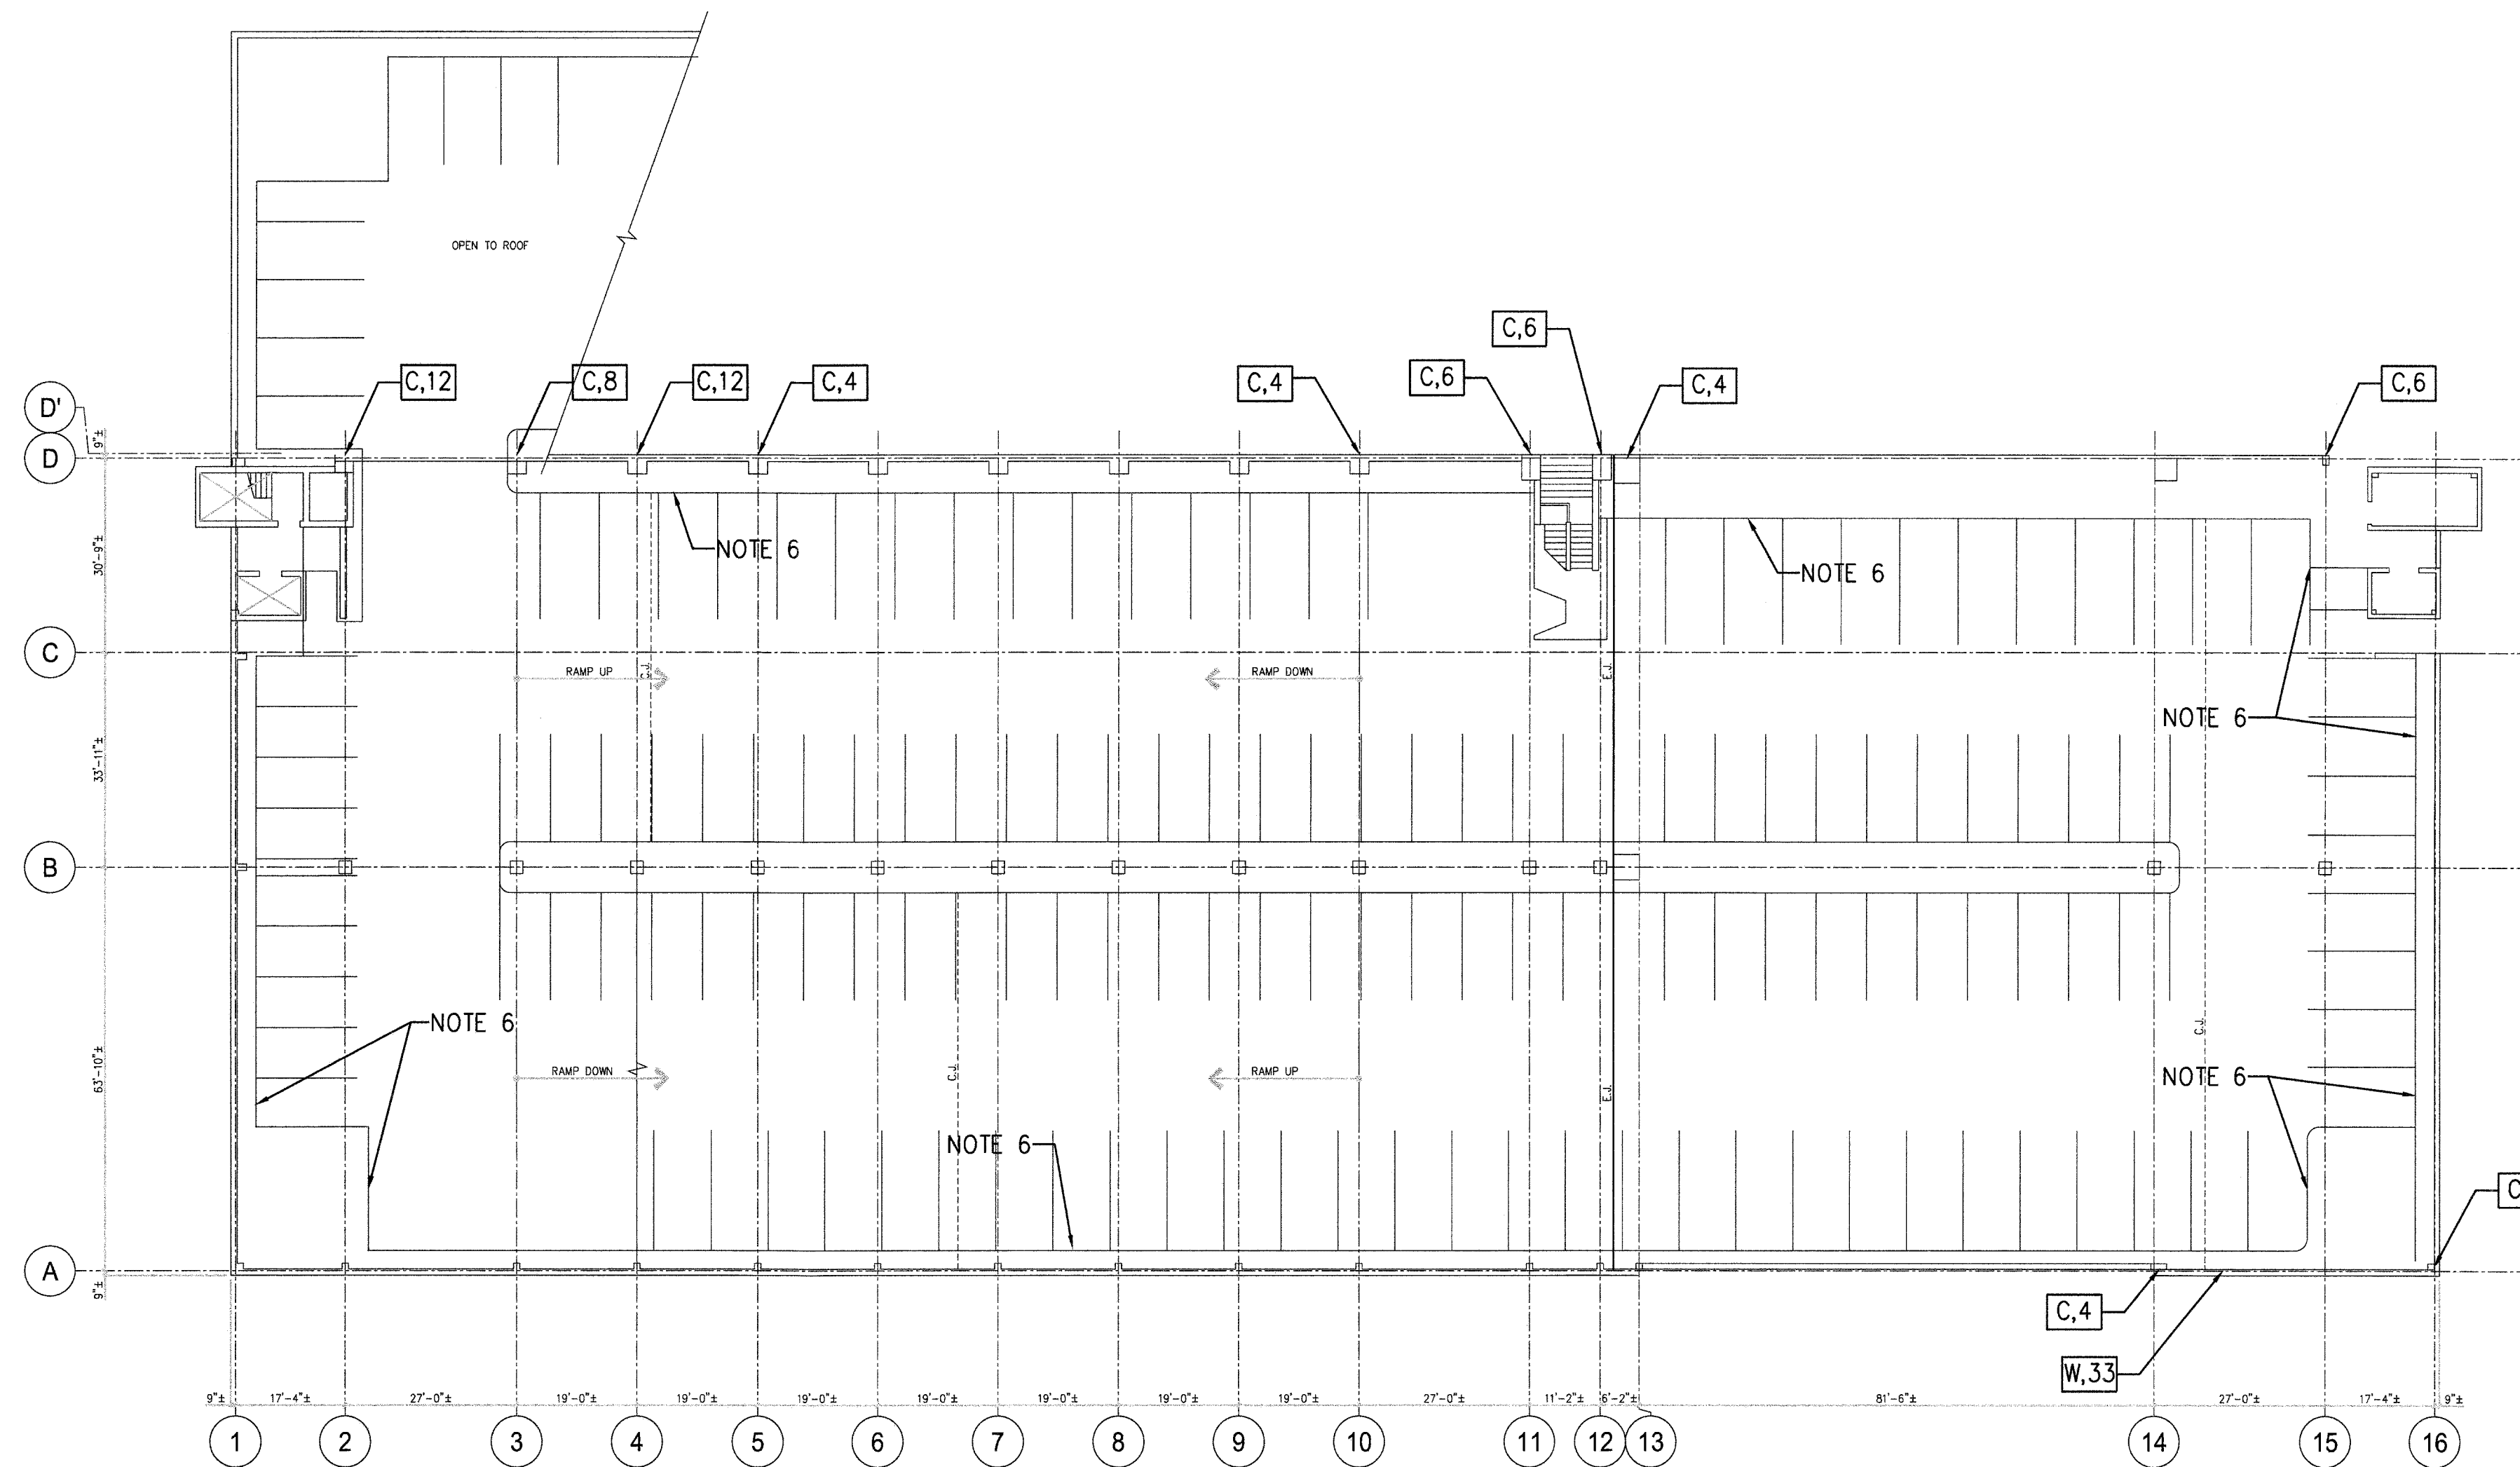 OPEN TO ROOF
C,6
C,12
C,8
C,12
C,4
C,4
C,6
C,4
C,6
D'
9"±
D
30'-9"±
NOTE 6
NOTE 6
C
RAMP UP
C.J.
RAMP DOWN
E.J.
NOTE 6
33'-11"±
B
NOTE 6
C.J.
63'-10"±
RAMP DOWN
C.J.
RAMP UP
E.J.
NOTE 6
NOTE 6
A
9"±
C
C,4
W,33
9"± 17'-4"± 27'-0"± 19'-0"± 19'-0"± 19'-0"± 19'-0"± 19'-0"± 19'-0"± 19'-0"± 27'-0"± 11'-2"± 6'-2"± 81'-6"± 27'-0"± 17'-4"± 9"±
1 2 3 4 5 6 7 8 9 10 11 12 13 14 15 16